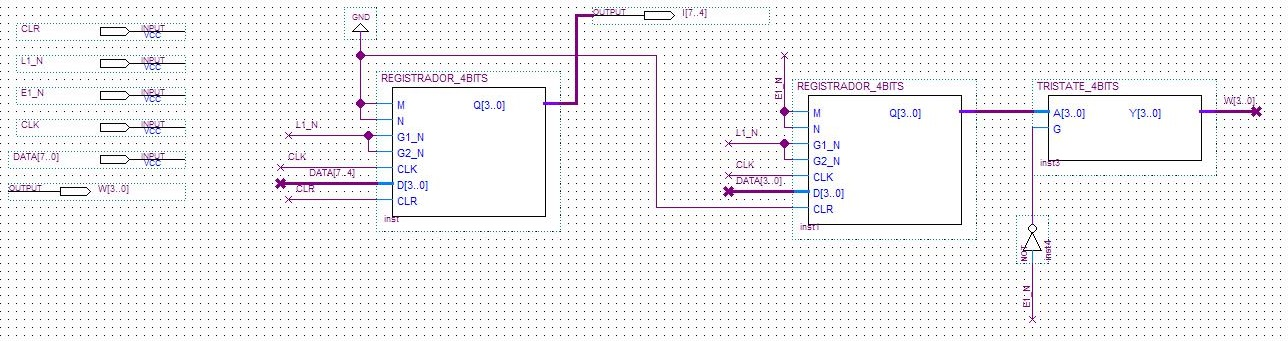 CLR INPUT VCC
L1_N INPUT VCC
E1_N INPUT VCC
CLK INPUT VCC
DATA[7..0] INPUT VCC
OUTPUT W[3..0]
GND
OUTPUT I[7..4]
REGISTRADOR_4BITS
M Q[3..0]
N
L1_N G1_N
G2_N
CLK CLK
DATA[7..4] D[3..0]
CLR CLR
inst
E1_N
REGISTRADOR_4BITS
M Q[3..0]
N
L1_N G1_N
G2_N
CLK CLK
DATA[3..0] D[3..0]
CLR
inst1
TRISTATE_4BITS
A[3..0] Y[3..0] W[3..0]
G
inst3
NOT inst4
E1_N